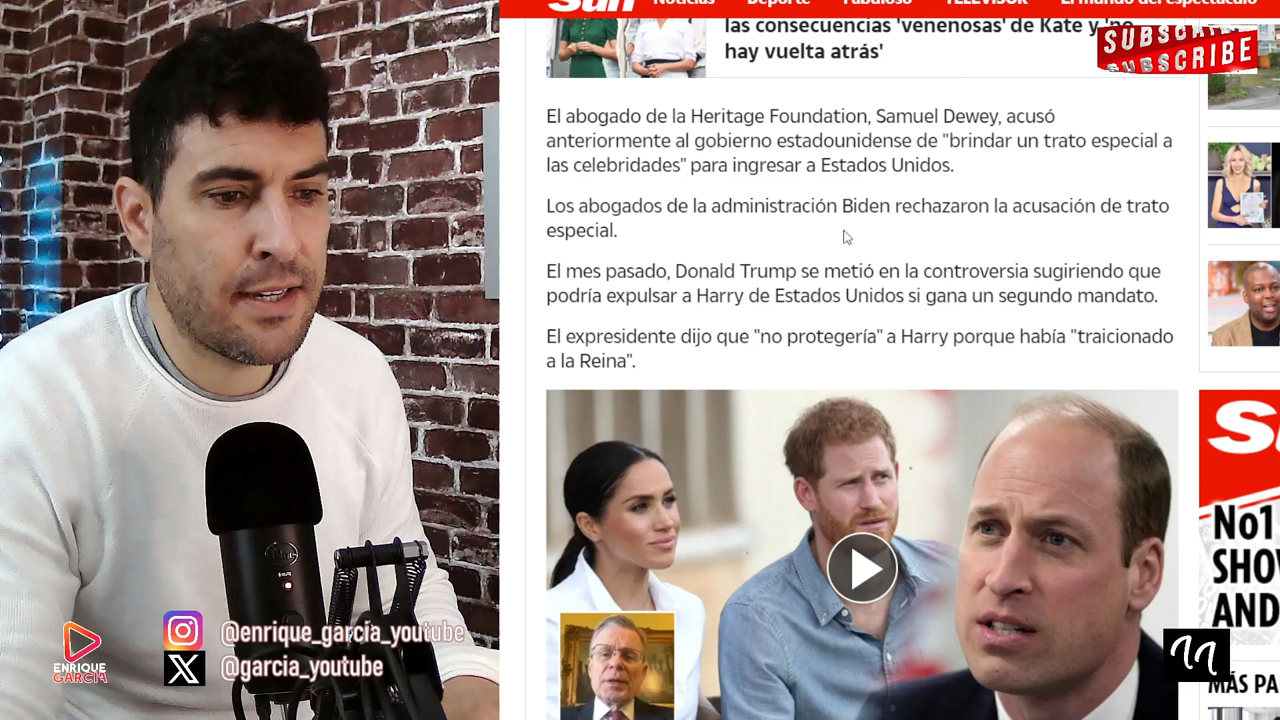 Sun Noticias Deporte Fabuloso TELEVISOR El mundo del espectáculo
las consecuencias 'venenosas' de Kate y 'no
hay vuelta atrás'
SUBSCRIBE
SUBSCRIBE
El abogado de la Heritage Foundation, Samuel Dewey, acusó
anteriormente al gobierno estadounidense de "brindar un trato especial a
las celebridades" para ingresar a Estados Unidos.
Los abogados de la administración Biden rechazaron la acusación de trato
especial.
El mes pasado, Donald Trump se metió en la controversia sugiriendo que
podría expulsar a Harry de Estados Unidos si gana un segundo mandato.
El expresidente dijo que "no protegería" a Harry porque había "traicionado
a la Reina".
No1
SHO
AND
MÁS PA
@enrique_garcia_youtube
@garcia_youtube
ENRIQUE
GARCIA